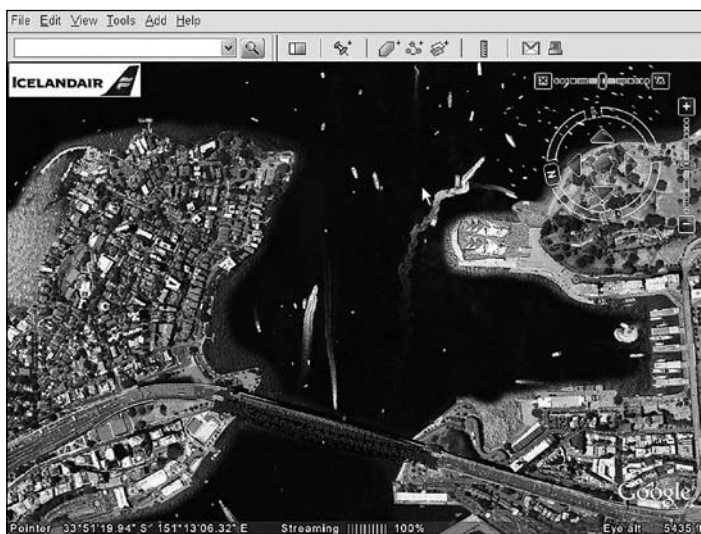 File Edit View Tools Add Help
ICELANDAIR
N
Google
Pointer 33°51'19.94" S 151°13'06.32" E Streaming |||||||||| 100% Eye alt 5435 ft